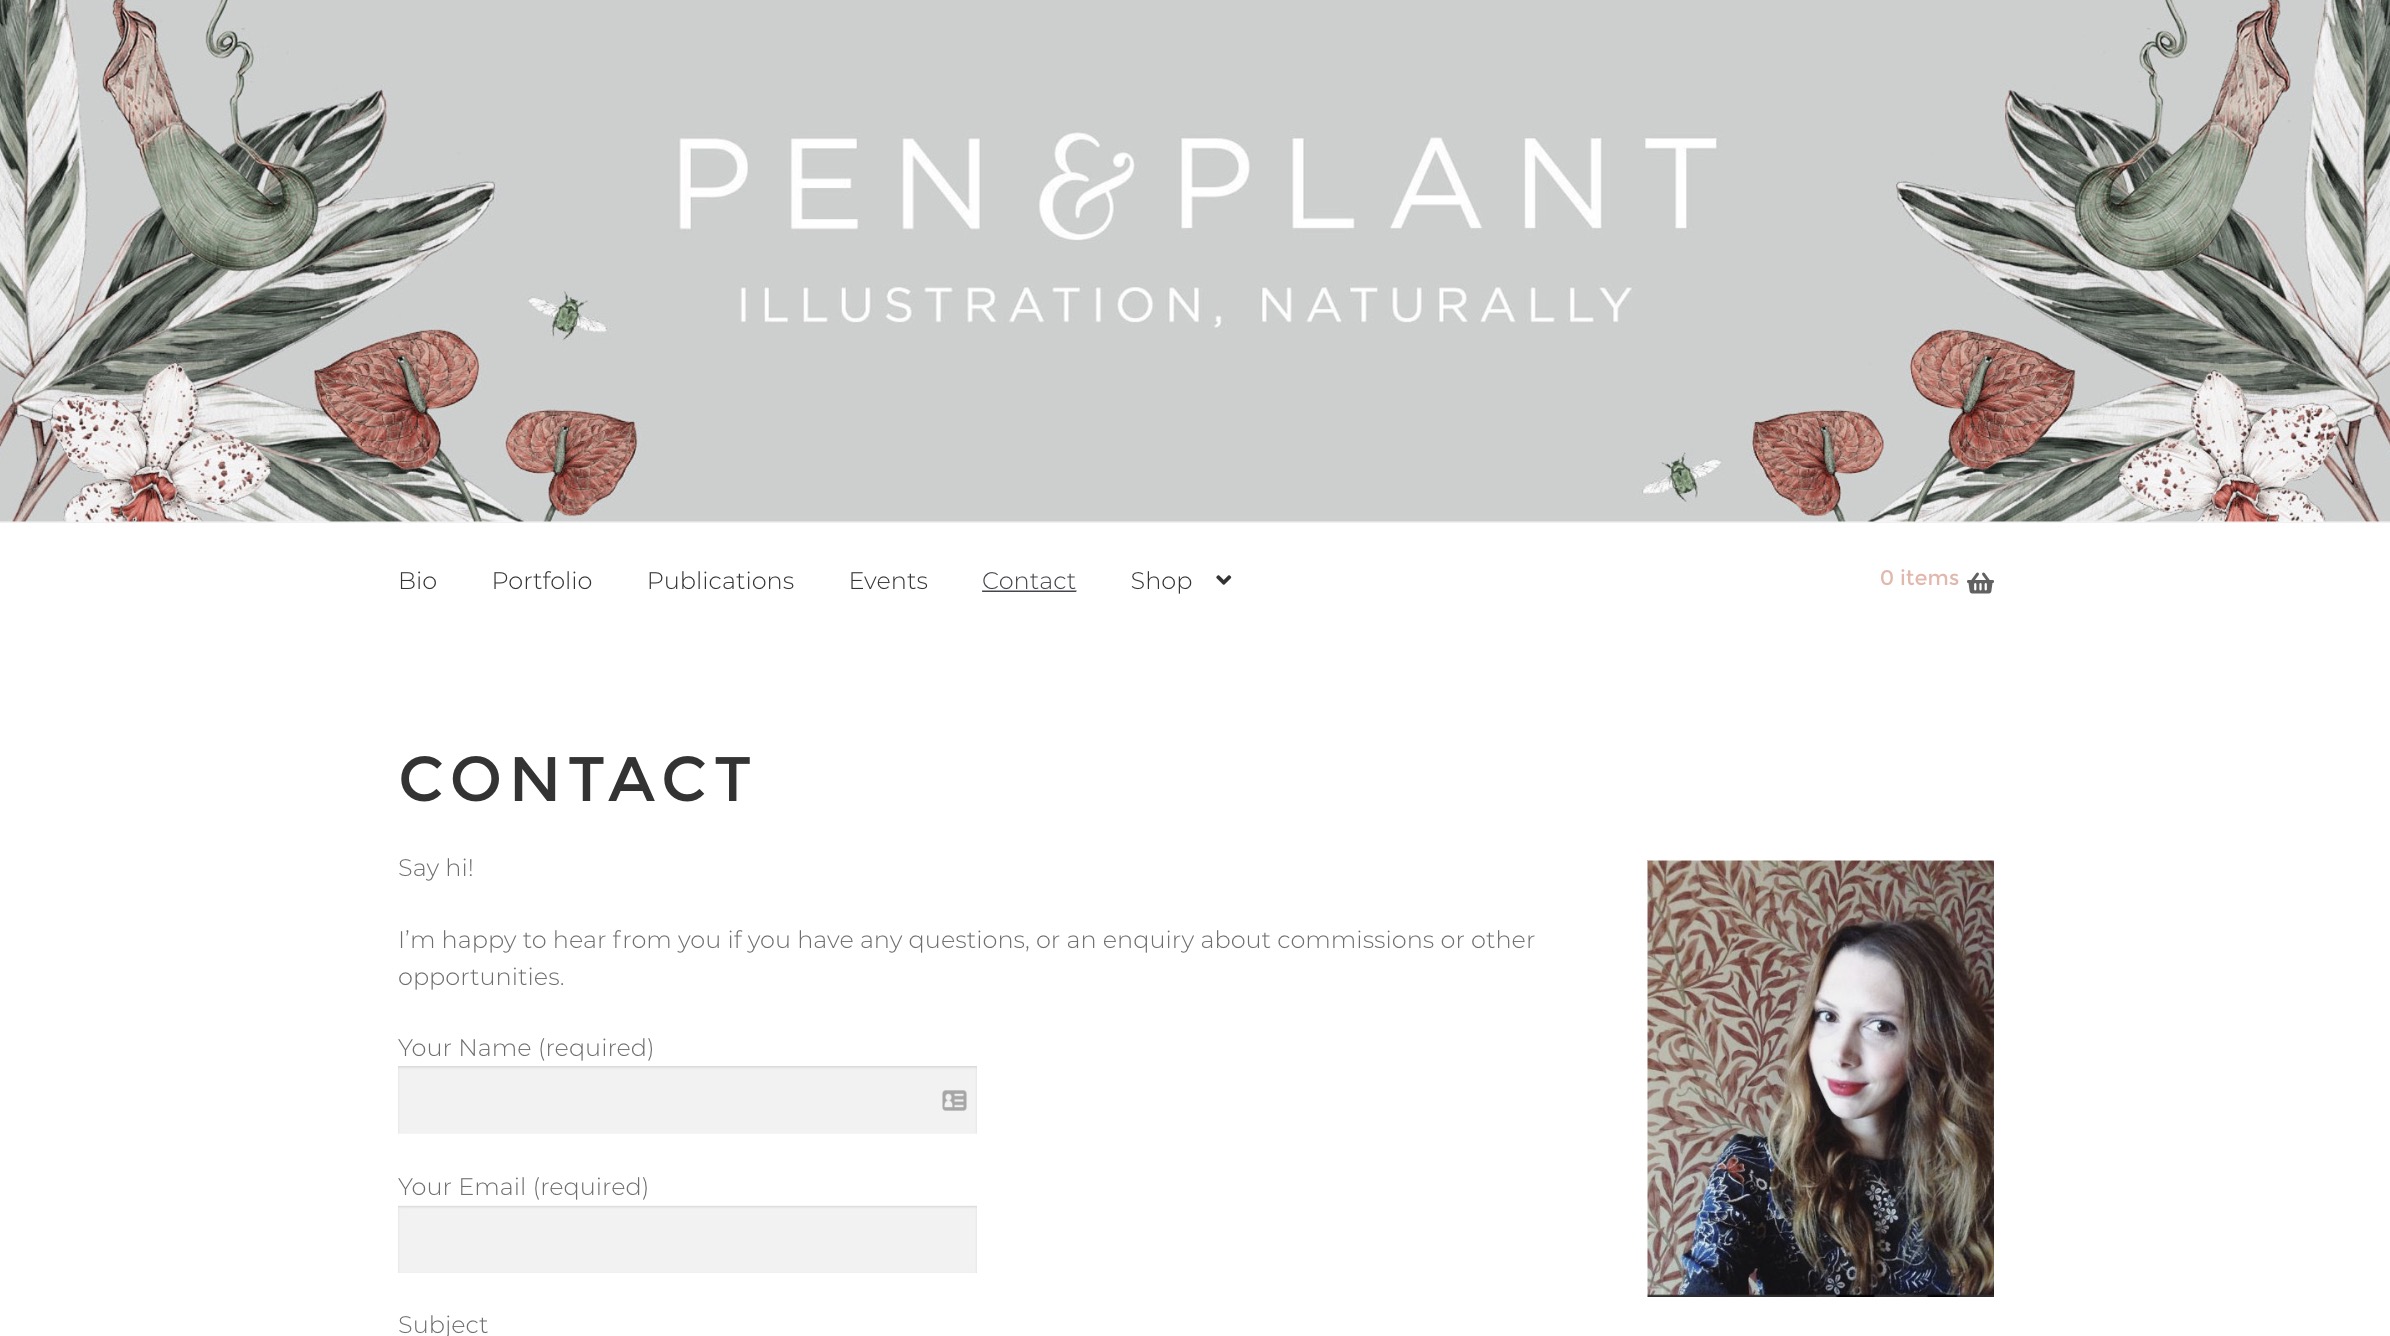 PEN & PLANT
ILLUSTRATION, NATURALLY
Bio Portfolio Publications Events Contact Shop 0 items
CONTACT
Say hi!
I’m happy to hear from you if you have any questions, or an enquiry about commissions or other
opportunities.
Your Name (required)
Your Email (required)
Subject